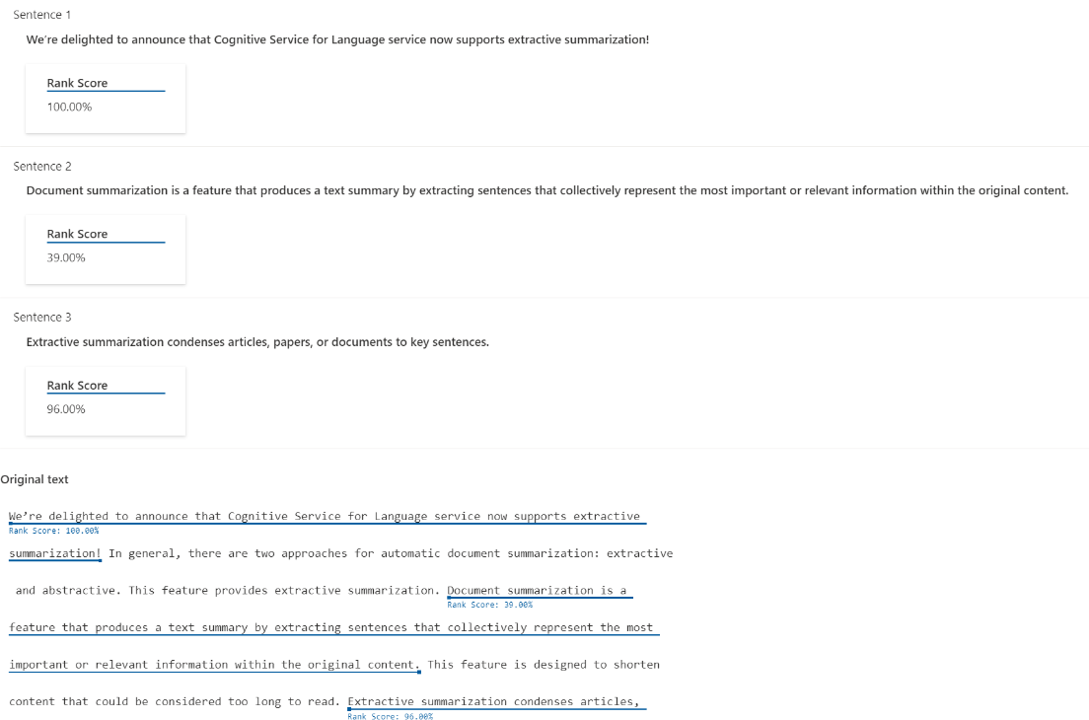 Sentence 1
We're delighted to announce that Cognitive Service for Language service now supports extractive summarization!
Rank Score
100.00%
Sentence 2
Document summarization is a feature that produces a text summary by extracting sentences that collectively represent the most important or relevant information within the original content.
Rank Score
39.00%
Sentence 3
Extractive summarization condenses articles, papers, or documents to key sentences.
Rank Score
96.00%
Original text
We’re delighted to announce that Cognitive Service for Language service now supports extractive
Rank Score: 100.00%
summarization! In general, there are two approaches for automatic document summarization: extractive
and abstractive. This feature provides extractive summarization. Document summarization is a
Rank Score: 39.00%
feature that produces a text summary by extracting sentences that collectively represent the most
important or relevant information within the original content. This feature is designed to shorten
content that could be considered too long to read. Extractive summarization condenses articles,
Rank Score: 96.00%